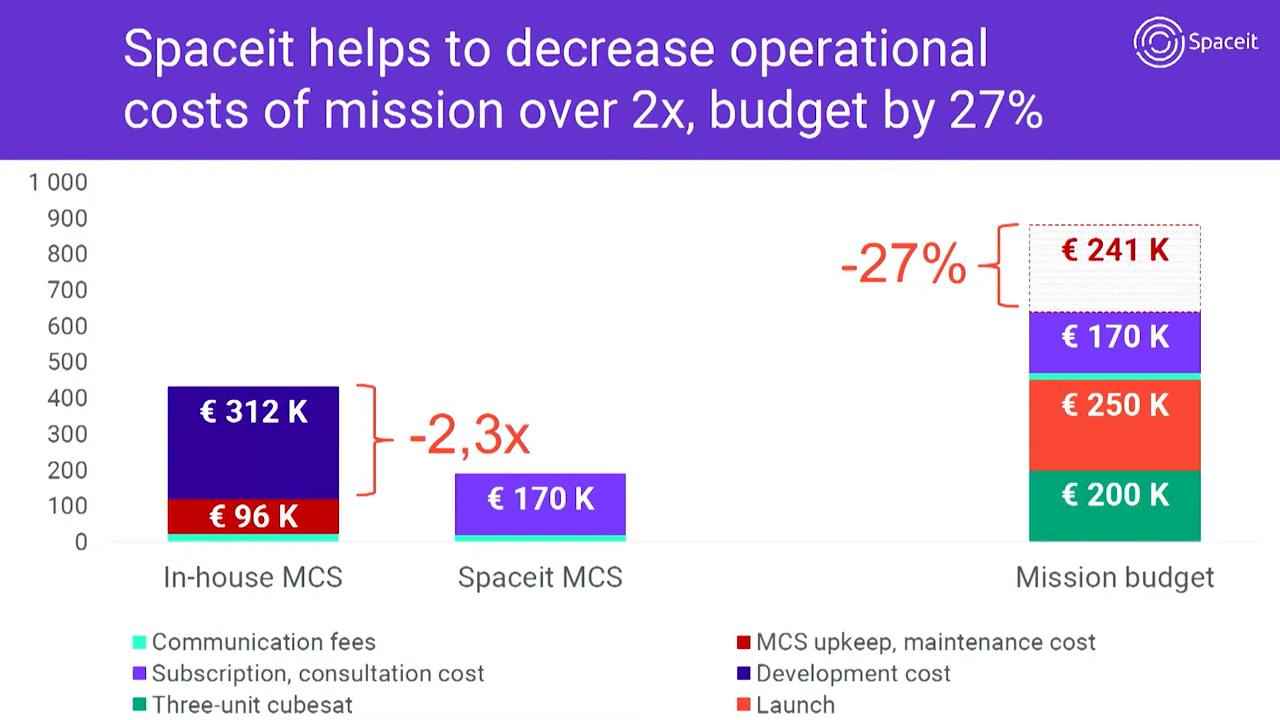 Spaceit helps to decrease operational
costs of mission over 2x, budget by 27%
Spaceit
1 000
900
800
700
600
500
400
300
200
100
0
€ 312 K
€ 96 K
-2,3x
€ 170 K
-27%
€ 241 K
€ 170 K
€ 250 K
€ 200 K
In-house MCS
Spaceit MCS
Mission budget
Communication fees
Subscription, consultation cost
Three-unit cubesat
MCS upkeep, maintenance cost
Development cost
Launch